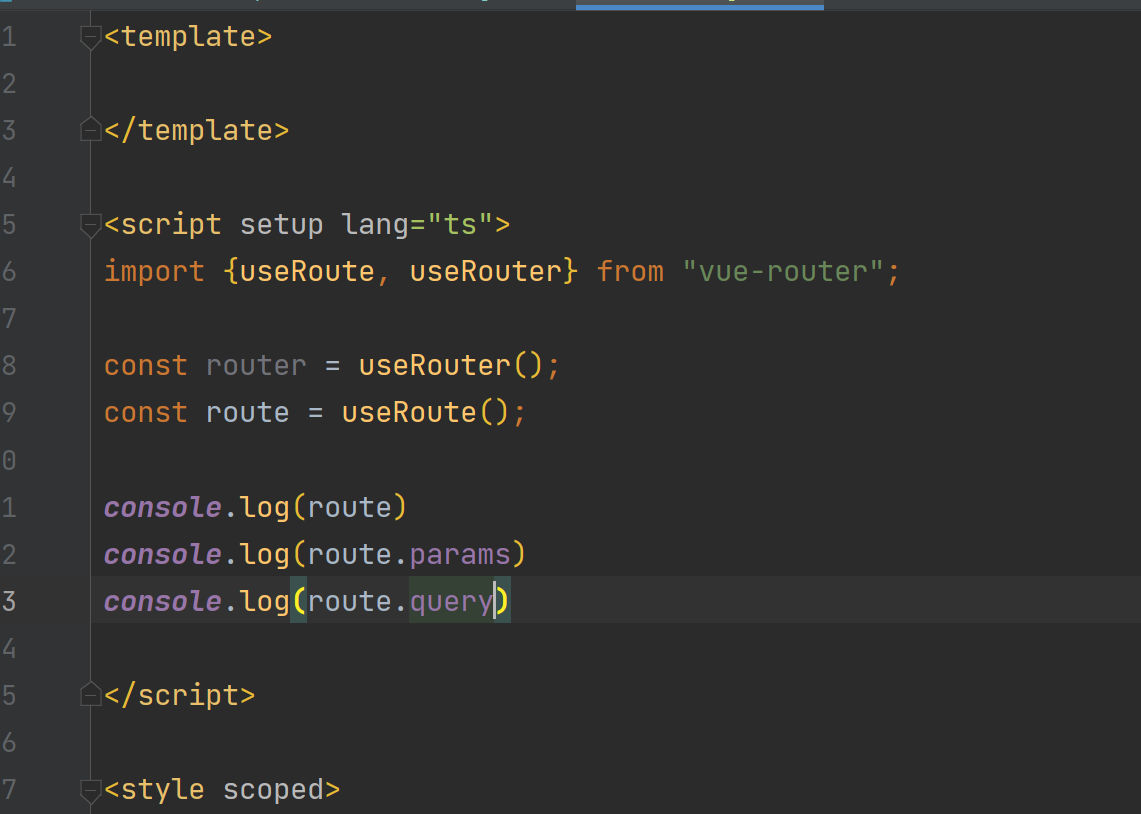 1 <template>
2
3 </template>
4
5 <script setup lang="ts">
6 import {useRoute, useRouter} from "vue-router";
7
8 const router = useRouter();
9 const route = useRoute();
0
1 console.log(route)
2 console.log(route.params)
3 console.log(route.query)
4
5 </script>
6
7 <style scoped>